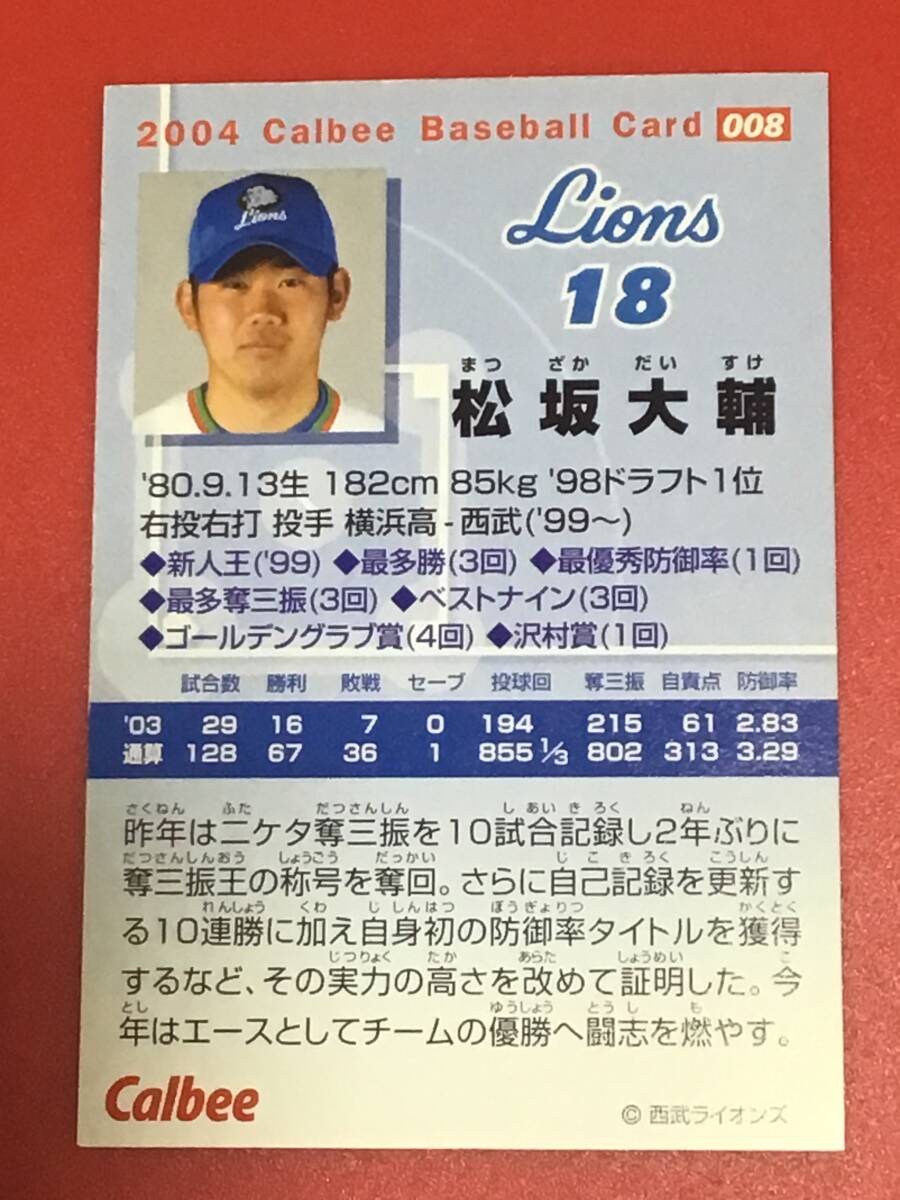 2004 Calbee Baseball Card 008
Lions
Lions
18
まつ ざか だい すけ
松坂大輔
'80.9.13生 182cm 85kg '98ドラフト1位
右投右打 投手 横浜高-西武('99～)
◆新人王('99) ◆最多勝(3回) ◆最優秀防御率(1回)
◆最多奪三振(3回) ◆ベストナイン(3回)
◆ゴールデングラブ賞(4回) ◆沢村賞(1回)
試合数 勝利 敗戦 セーブ 投球回 奪三振 自責点 防御率
'03 29 16 7 0 194 215 61 2.83
通算 128 67 36 1 855 1/3 802 313 3.29
さくねん ふた だつさんしん し あい き ろく ねん
昨年は二ケタ奪三振を10試合記録し2年ぶりに
だつさんしんおう しょうごう だっかい じ こ き ろく こうしん
奪三振王の称号を奪回。さらに自己記録を更新す
れんしょう くわ じ しんはつ ぼうぎょりつ かくとく
る10連勝に加え自身初の防御率タイトルを獲得
じつりょく たか あらた しょうめい こ
するなど、その実力の高さを改めて証明した。今
とし ゆうしょう とう し も
年はエースとしてチームの優勝へ闘志を燃やす。
Calbee
© 西武ライオンズ